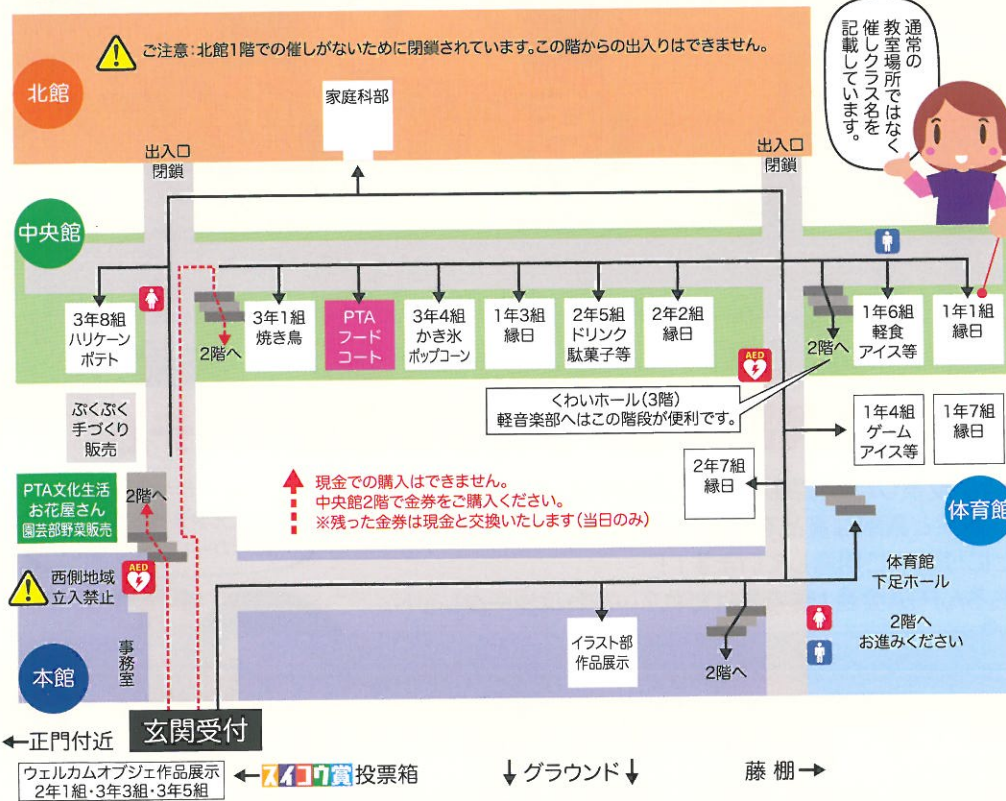 ご注意:北館1階での催しがないために閉鎖されています。この階からの出入りはできません。
通常の
教室場所ではなく
催しクラス名を
記載しています。
北館
家庭科部
出入口
閉鎖
出入口
閉鎖
中央館
3年8組
ハリケーン
ポテト
2階へ
3年1組
焼き鳥
PTA
フード
コート
3年4組
かき氷
ポップコーン
1年3組
縁日
2年5組
ドリンク
駄菓子等
2年2組
縁日
2階へ
1年6組
軽食
アイス等
1年1組
縁日
AED
くわいホール(3階)
軽音楽部へはこの階段が便利です。
ぷくぷく
手づくり
販売
1年4組
ゲーム
アイス等
1年7組
縁日
2年7組
縁日
PTA文化生活
お花屋さん
園芸部野菜販売
2階へ
現金での購入はできません。
中央館2階で金券をご購入ください。
※残った金券は現金と交換いたします(当日のみ)
体育館
AED
西側地域
立入禁止
体育館
下足ホール
2階へ
お進みください
事務室
本館
イラスト部
作品展示
2階へ
玄関受付
←正門付近
ウェルカムオブジェ作品展示
2年1組・3年3組・3年5組
←スイコウ賞投票箱
↓グラウンド↓
藤棚→